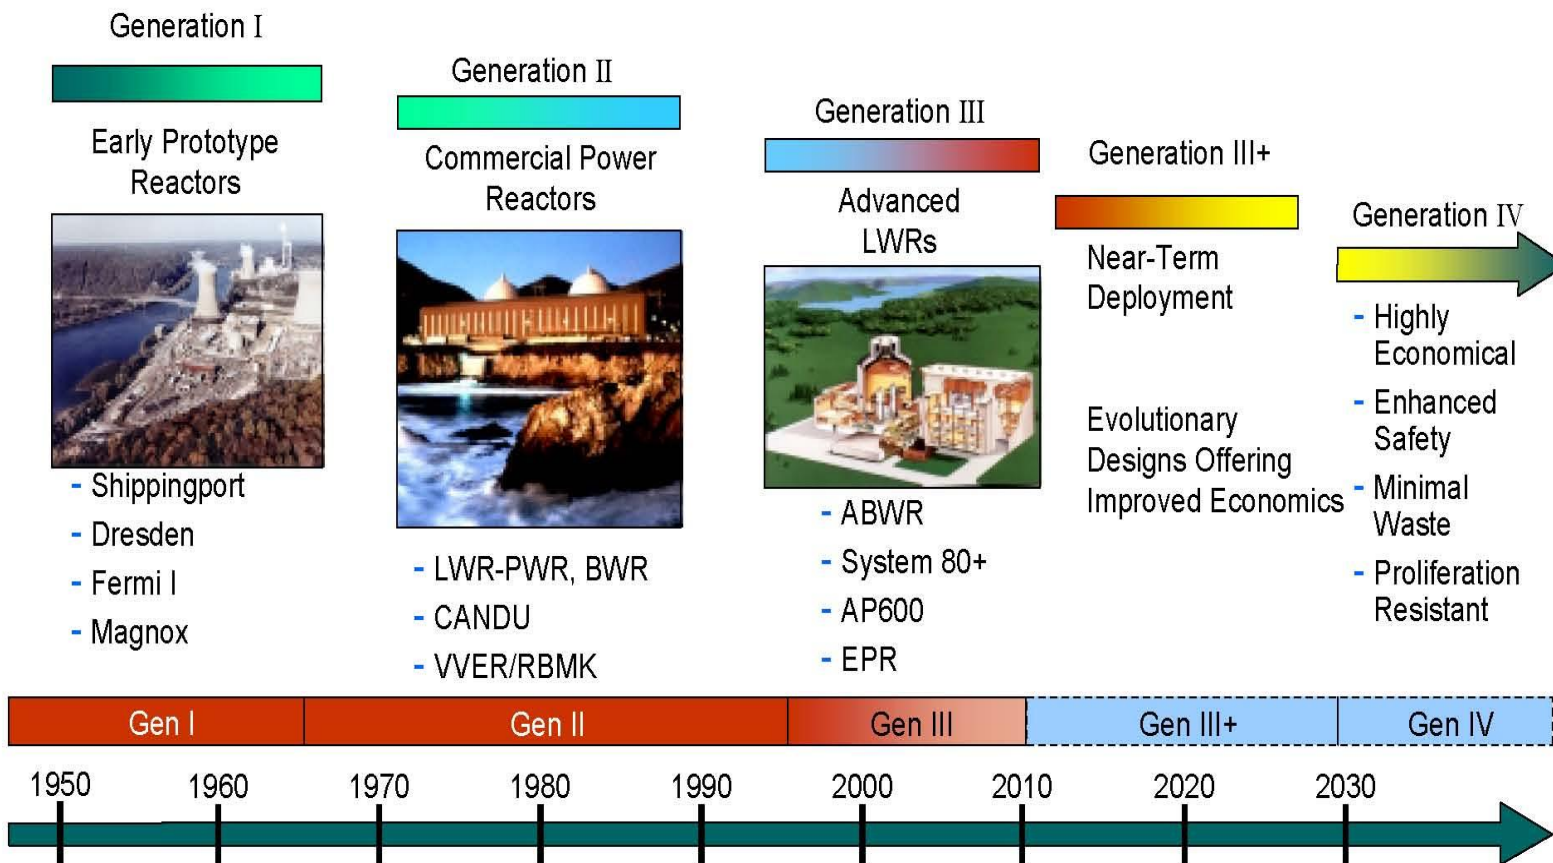 Generation I
Early Prototype
Reactors
- Shippingport
- Dresden
- Fermi I
- Magnox
Generation II
Commercial Power
Reactors
- LWR-PWR, BWR
- CANDU
- VVER/RBMK
Generation III
Advanced
LWRs
- ABWR
- System 80+
- AP600
- EPR
Generation III+
Near-Term
Deployment
Evolutionary
Designs Offering
Improved Economics
Generation IV
- Highly
Economical
- Enhanced
Safety
- Minimal
Waste
- Proliferation
Resistant
Gen I
Gen II
Gen III
Gen III+
Gen IV
1950
1960
1970
1980
1990
2000
2010
2020
2030